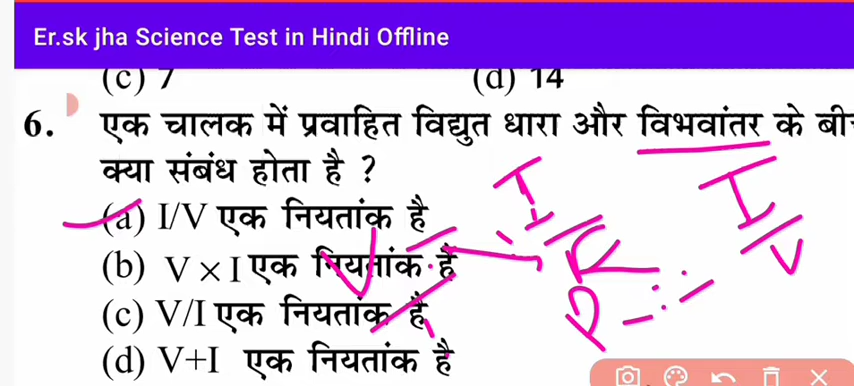 Er.sk jha Science Test in Hindi Offline
(c) 7 (d) 14
6. एक चालक में प्रवाहित विद्युत धारा और विभवांतर के बी
क्या संबंध होता है ?
(a) I/V एक नियतांक है
(b) V × I एक नियतांक है
(c) V/I एक नियतांक है
(d) V+I एक नियतांक है
I
V